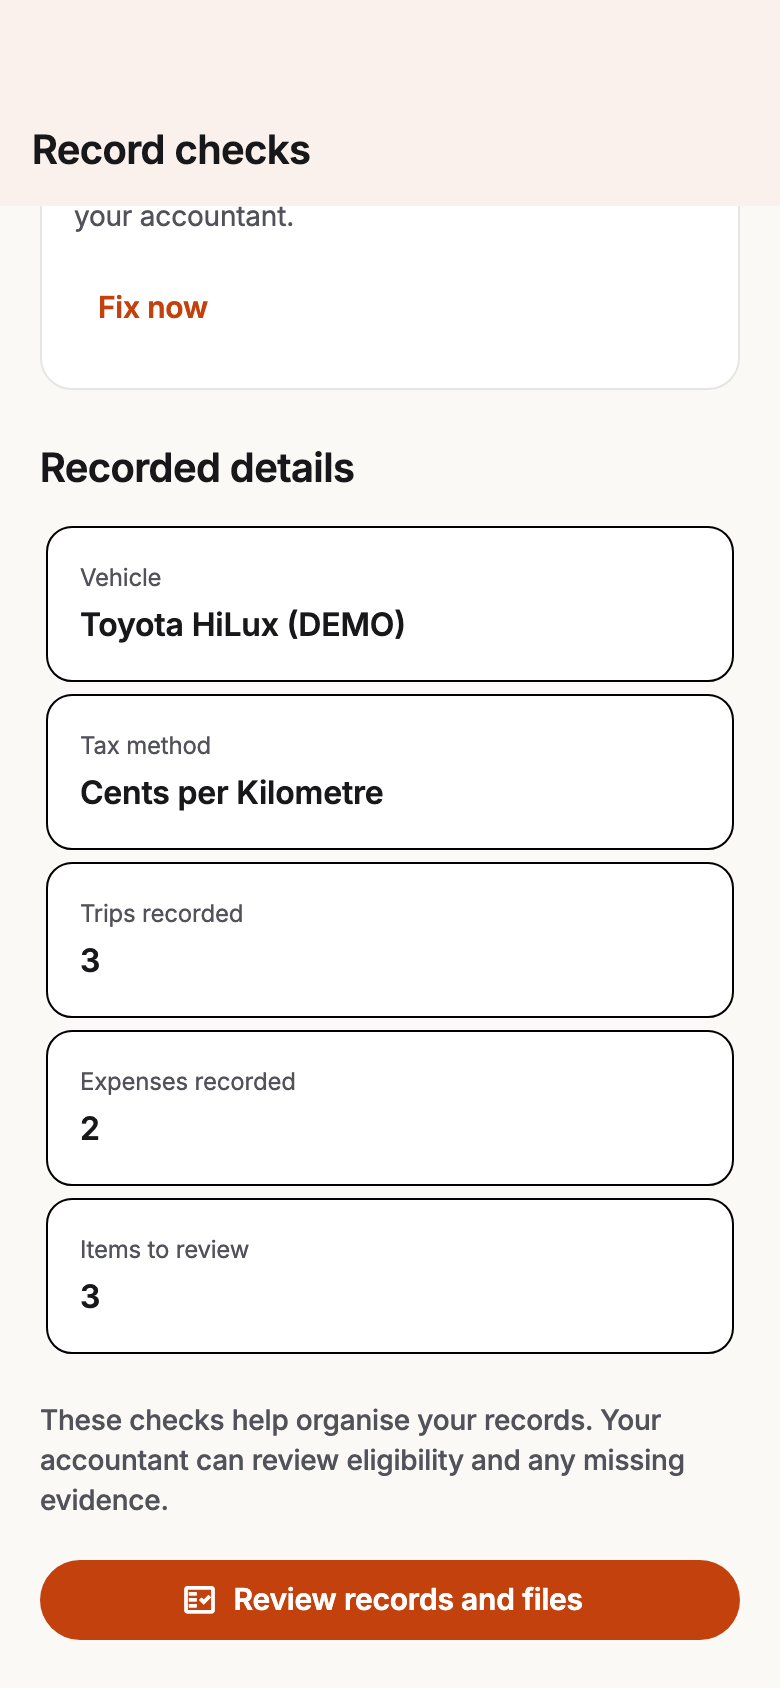 Record checks
your accountant.
Fix now
Recorded details
Vehicle
Toyota HiLux (DEMO)
Tax method
Cents per Kilometre
Trips recorded
3
Expenses recorded
2
Items to review
3
These checks help organise your records. Your
accountant can review eligibility and any missing
evidence.
Review records and files